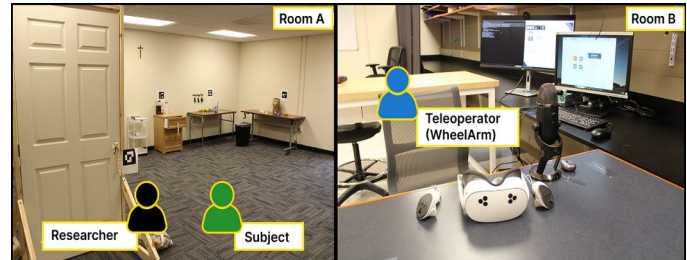 Room A
Researcher
Subject
Room B
Teleoperator
(WheelArm)